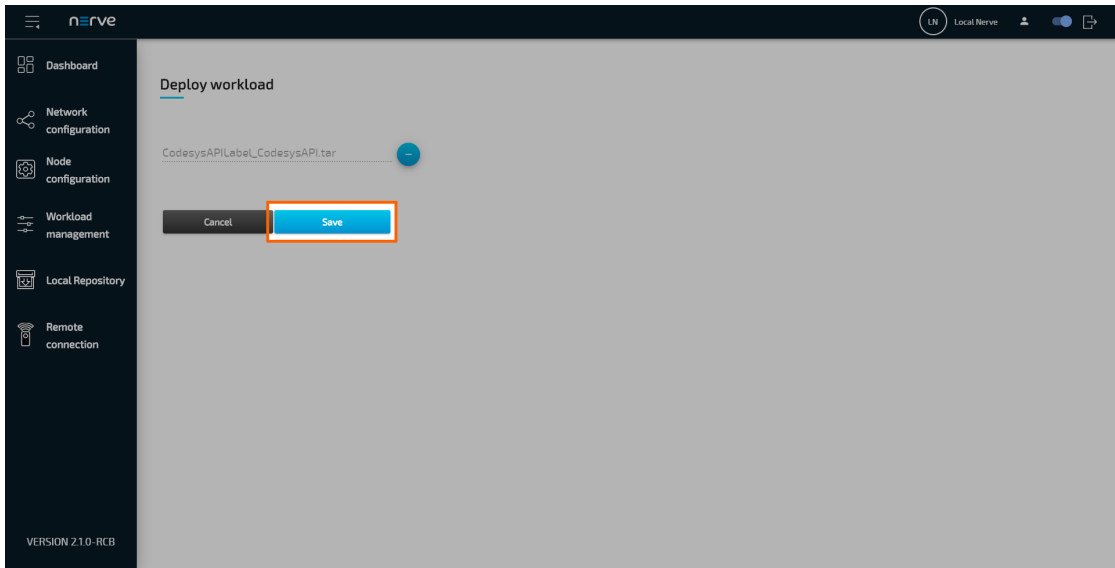 nerve
LN Local Nerve
Dashboard
Network
configuration
Node
configuration
Workload
management
Local Repository
Remote
connection
VERSION 2.1.0-RCB
Deploy workload
CodesysAPILabel_CodesysAPI.tar
Cancel
Save